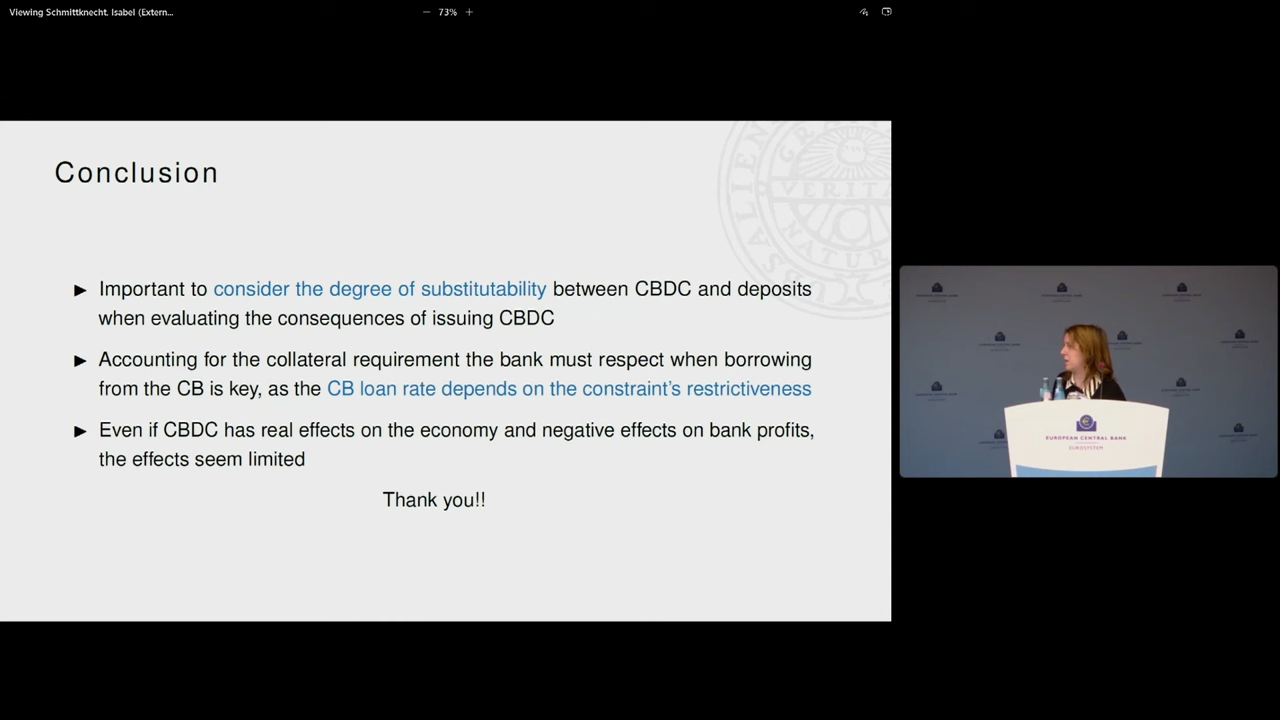 Viewing Schmittknecht, Isabel (Extern...
73%
Conclusion
VERITA
NATUR
► Important to consider the degree of substitutability between CBDC and deposits
when evaluating the consequences of issuing CBDC
► Accounting for the collateral requirement the bank must respect when borrowing
from the CB is key, as the CB loan rate depends on the constraint's restrictiveness
► Even if CBDC has real effects on the economy and negative effects on bank profits,
the effects seem limited
Thank you!!
EUROPEAN CENTRAL BANK
EUROSYSTEM